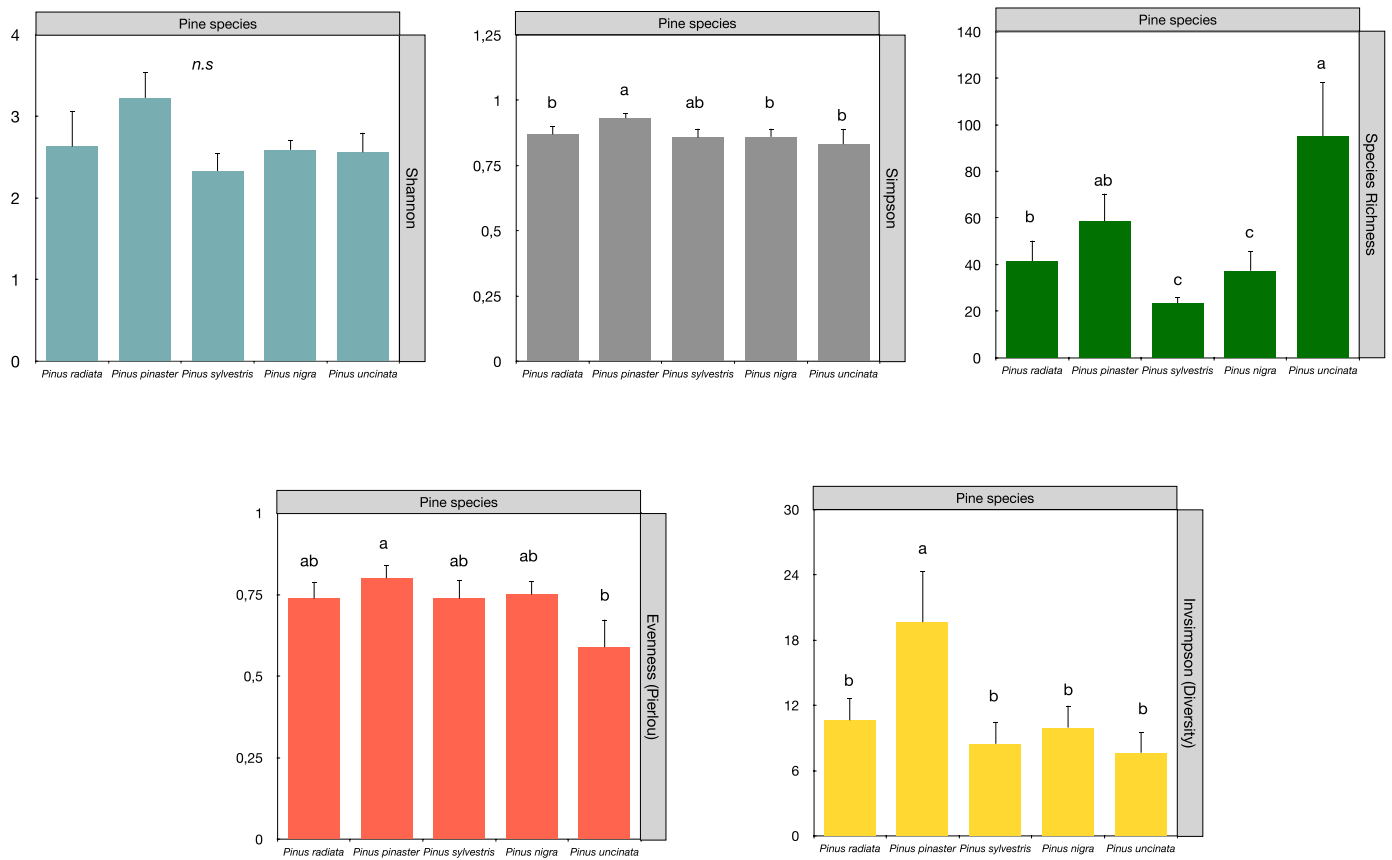 Pine species
4
3
2
1
0
n.s
Shannon
Pinus radiata Pinus pinaster Pinus sylvestris Pinus nigra Pinus uncinata
Pine species
1,25
1
0,75
0,5
0,25
0
b a ab b b
Simpson
Pinus radiata Pinus pinaster Pinus sylvestris Pinus nigra Pinus uncinata
Pine species
140
120
100
80
60
40
20
0
b ab c c a
Species Richness
Pinus radiata Pinus pinaster Pinus sylvestris Pinus nigra Pinus uncinata
Pine species
1
0,75
0,5
0,25
0
ab a ab ab b
Evenness (Pierlou)
Pinus radiata Pinus pinaster Pinus sylvestris Pinus nigra Pinus uncinata
Pine species
30
24
18
12
6
0
b a b b b
Invsimpson (Diversity)
Pinus radiata Pinus pinaster Pinus sylvestris Pinus nigra Pinus uncinata